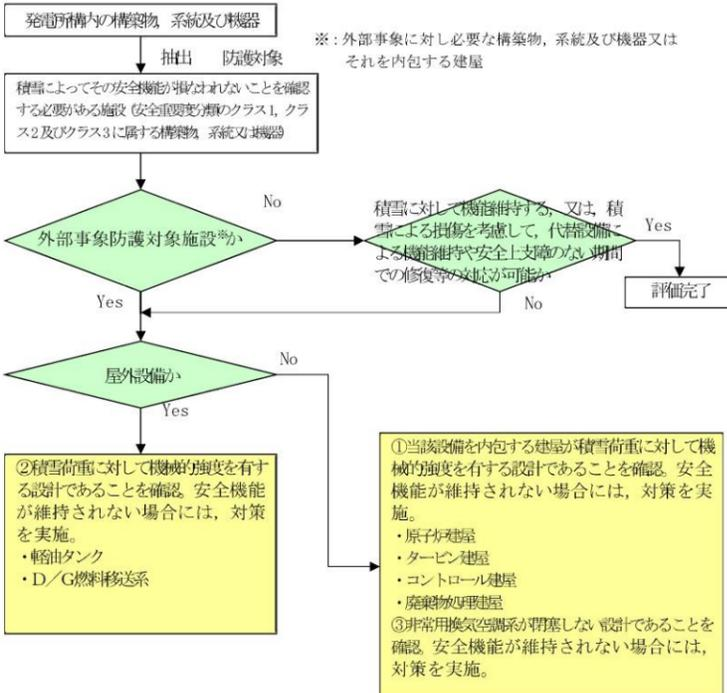 発電所構内の構築物，系統及び機器
※：外部事象に対し必要な構築物，系統及び機器又は
それを内包する建屋
抽出　防護対象
積雪によってその安全機能が損なわれないことを確認
する必要がある施設（安全重要度分類のクラス1，クラ
ス2及びクラス3に属する構築物，系統又は機器）
No
外部事象防護対象施設※か
積雪に対して機能維持する，又は，積
雪による損傷を考慮して，代替設備に
よる機能維持や安全上支障のない期間
での修復等の対応が可能か
Yes
評価完了
Yes
No
屋外設備か
No
Yes
②積雪荷重に対して機械的強度を有す
る設計であることを確認。安全機能
が維持されない場合には，対策
を実施。
・軽油タンク
・D／G燃料移送系
①当該設備を内包する建屋が積雪荷重に対して機
械的強度を有する設計であることを確認。安全
機能が維持されない場合には，対策を実
施。
・原子炉建屋
・タービン建屋
・コントロール建屋
・廃棄物処理建屋
③非常用換気空調系が閉塞しない設計であることを
確認。安全機能が維持されない場合には，
対策を実施。